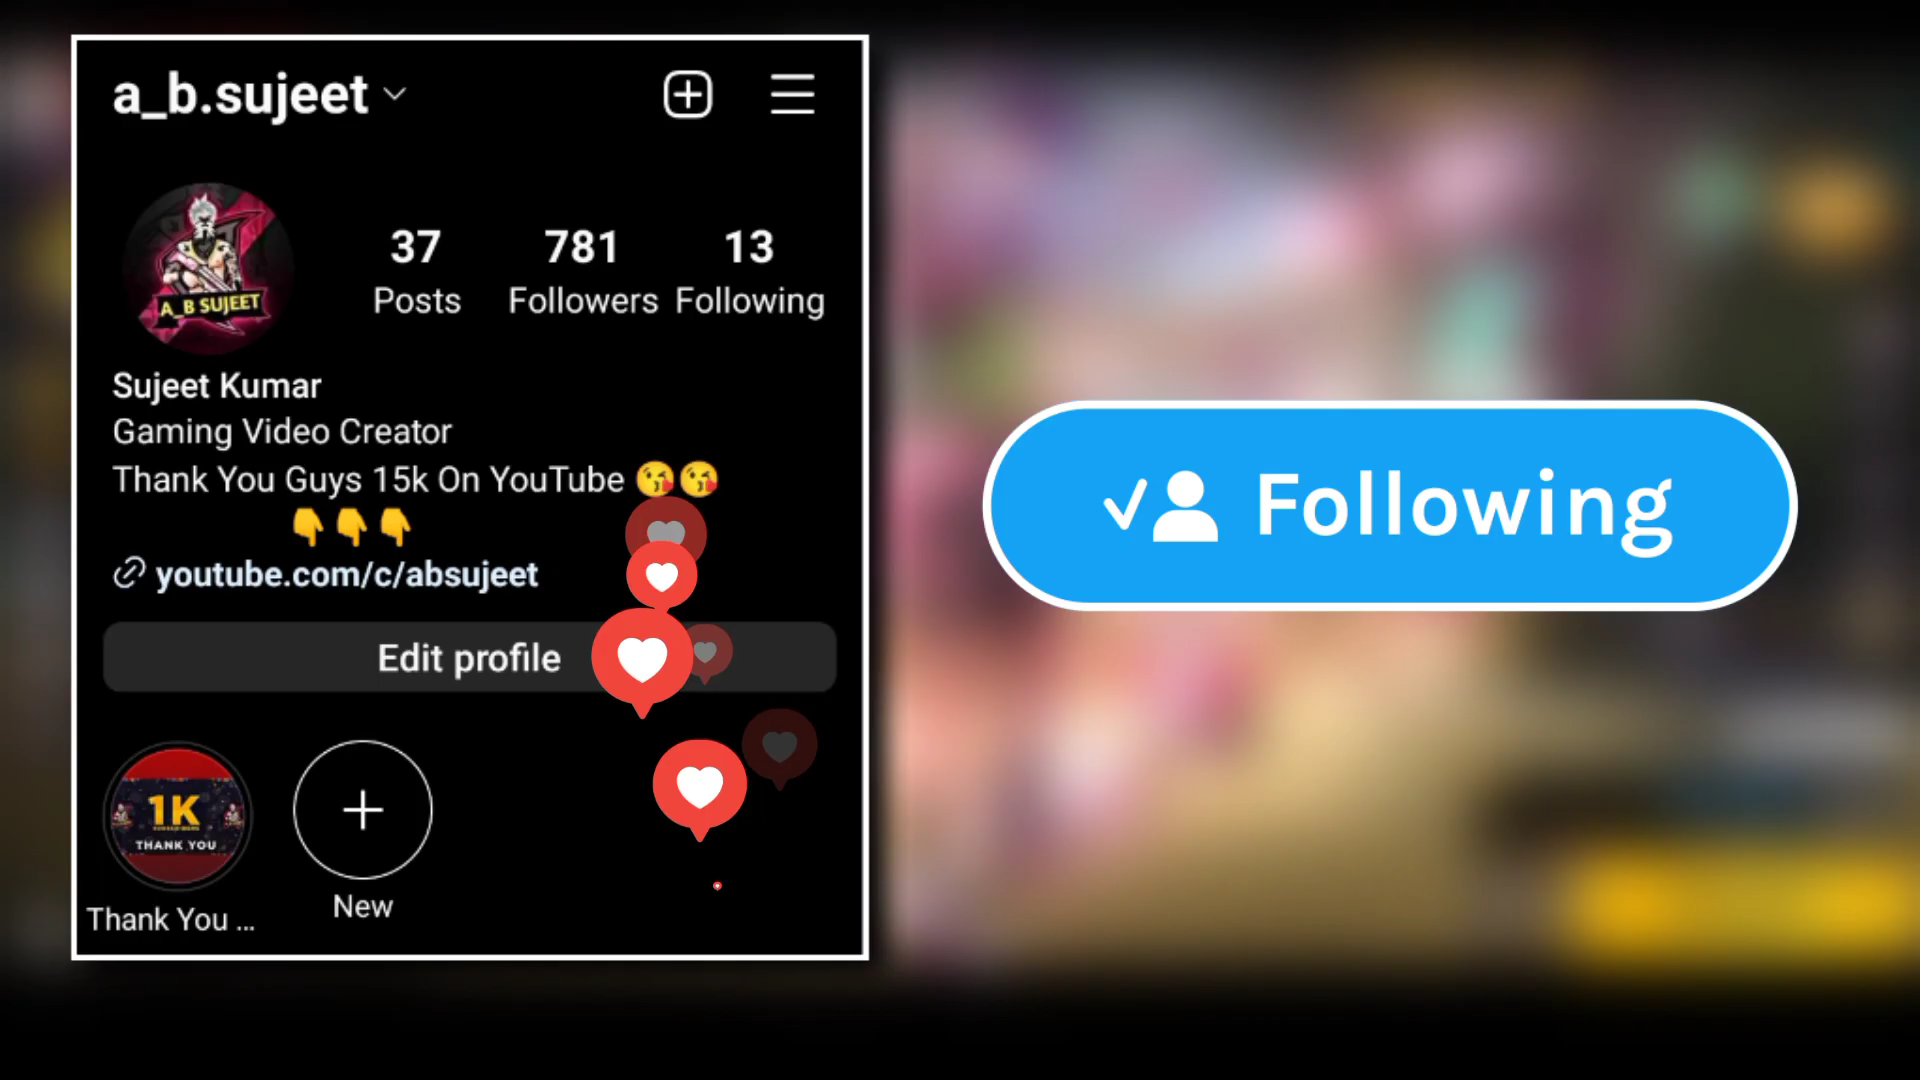 a_b.sujeet
A_B SUJEET
37 781 13
Posts Followers Following
Sujeet Kumar
Gaming Video Creator
Thank You Guys 15k On YouTube 😘😘
👇👇👇
youtube.com/c/absujeet
Edit profile
1K
THANK YOU
Thank You ...
New
Following